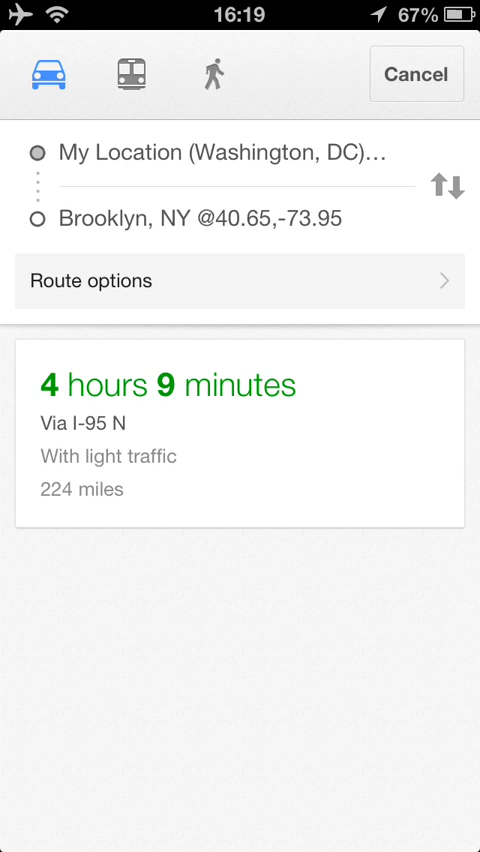 16:19 67%
Cancel
My Location (Washington, DC)...
Brooklyn, NY @40.65,-73.95
Route options
4 hours 9 minutes
Via I-95 N
With light traffic
224 miles